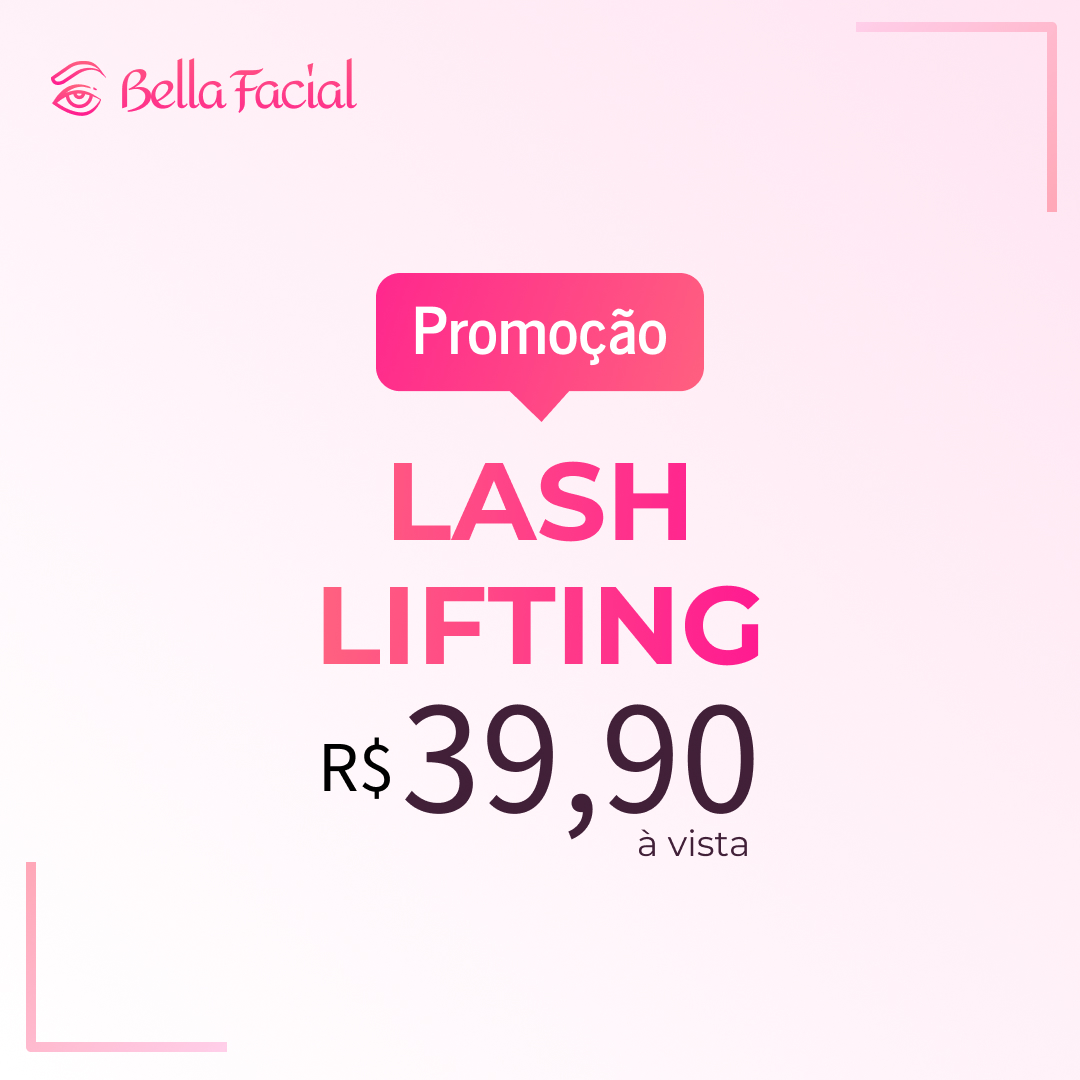 Bella Facial
Promoção
LASH
LIFTING
R$ 39,90
à vista